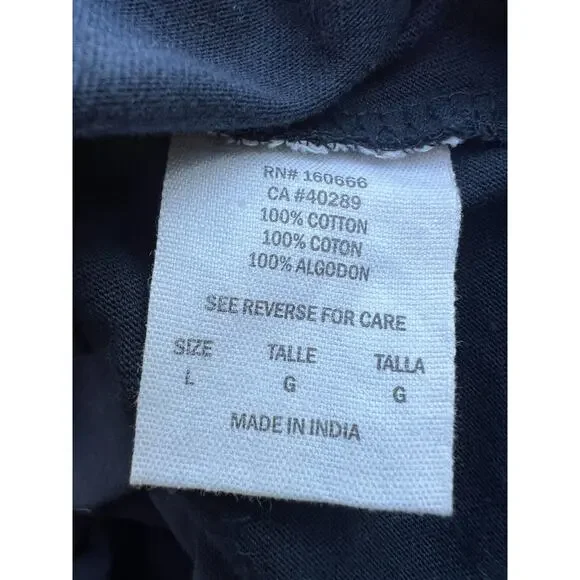 RN# 160666
CA #40289
100% COTTON
100% COTON
100% ALGODON
SEE REVERSE FOR CARE
SIZE TALLE TALLA
L G G
MADE IN INDIA